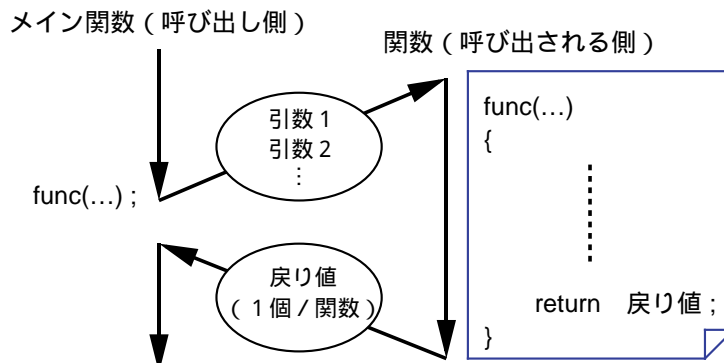 メイン関数（呼び出し側）
関数（呼び出される側）
引数１
引数２
⋮
func(…) ;
戻り値
（１個／関数）
func(…)
{
return 戻り値 ;
}